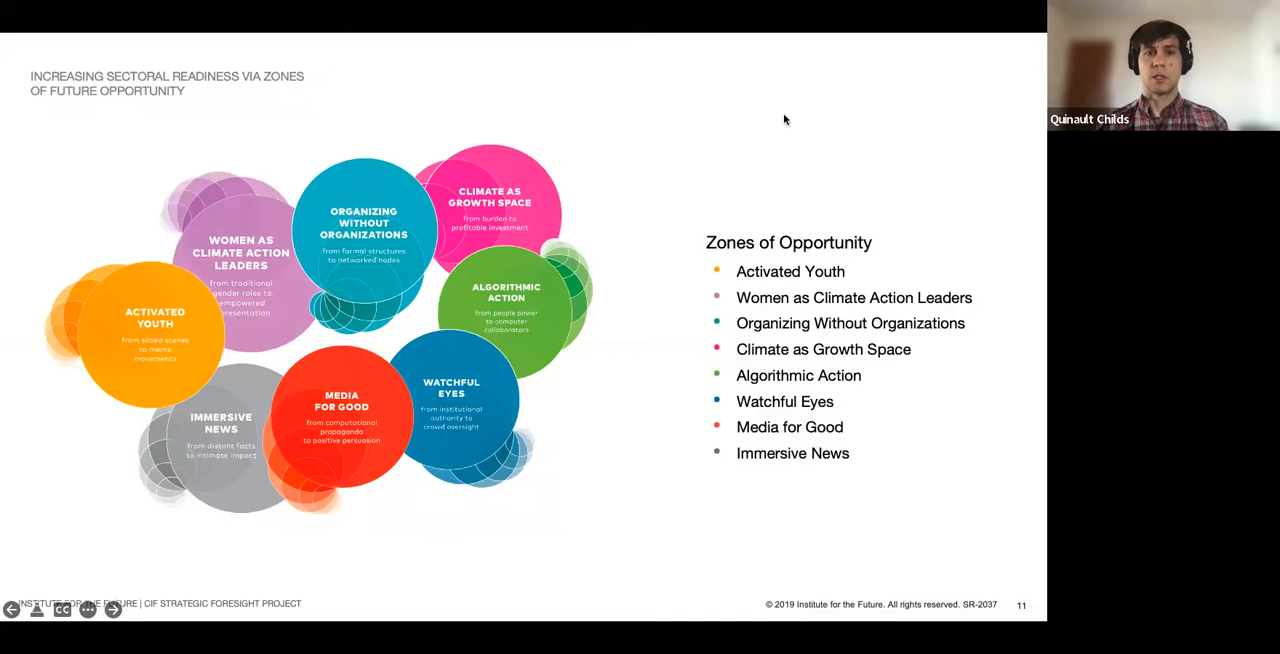 INCREASING SECTORAL READINESS VIA ZONES
OF FUTURE OPPORTUNITY
Quinault Childs
CLIMATE AS
GROWTH SPACE
from burden to
profitable investment
ORGANIZING
WITHOUT
ORGANIZATIONS
from formal structures
to networked nodes
WOMEN AS
CLIMATE ACTION
LEADERS
from traditional
gender roles to
empowered
presentation
ALGORITHMIC
ACTION
from people power
to computer
collaborators
ACTIVATED
YOUTH
from siloed scenes
to meme
movements
WATCHFUL
EYES
from institutional
authority to
crowd oversight
MEDIA
FOR GOOD
from computational
propaganda
to positive persuasion
IMMERSIVE
NEWS
from distant facts
to intimate impact
Zones of Opportunity
Activated Youth
Women as Climate Action Leaders
Organizing Without Organizations
Climate as Growth Space
Algorithmic Action
Watchful Eyes
Media for Good
Immersive News
INSTITUTE FOR THE FUTURE | CIF STRATEGIC FORESIGHT PROJECT
CC
© 2019 Institute for the Future. All rights reserved. SR-2037
11